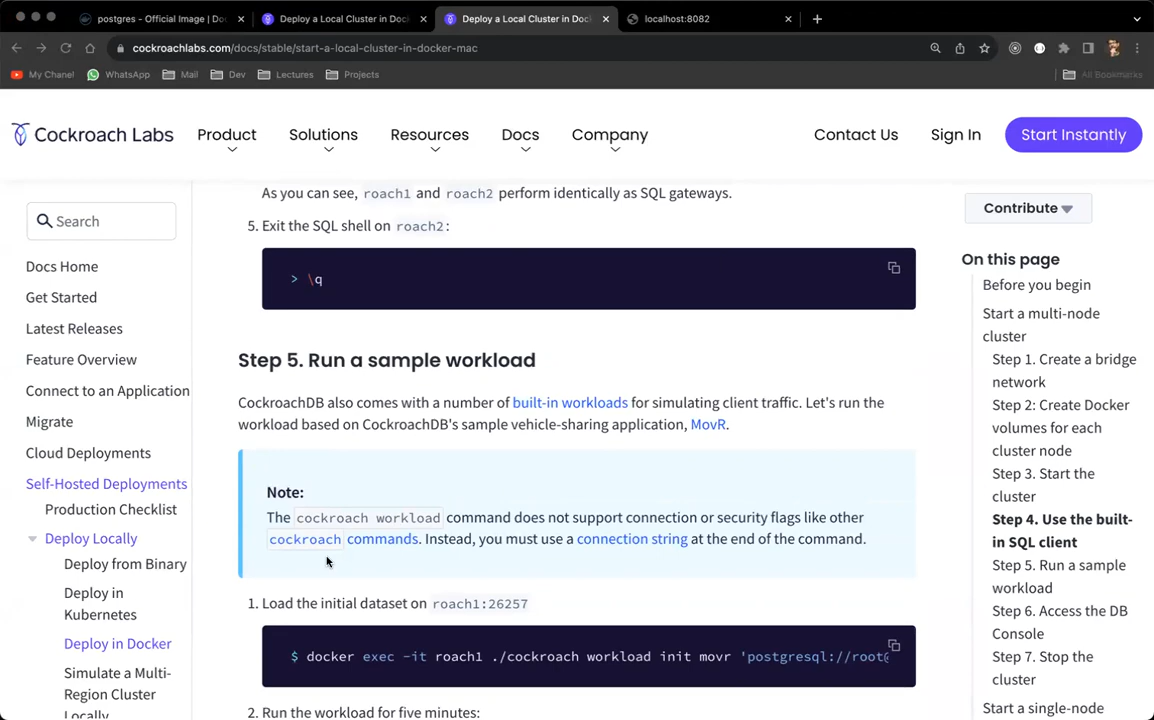 postgres - Official Image | Do
Deploy a Local Cluster in Doc
Deploy a Local Cluster in Doc
localhost:8082
cockroachlabs.com/docs/stable/start-a-local-cluster-in-docker-mac
My Chanel
WhatsApp
Mail
Dev
Lectures
Projects
All Bookmarks
Cockroach Labs
Product
Solutions
Resources
Docs
Company
Contact Us
Sign In
Start Instantly
Search
Docs Home
Get Started
Latest Releases
Feature Overview
Connect to an Application
Migrate
Cloud Deployments
Self-Hosted Deployments
Production Checklist
Deploy Locally
Deploy from Binary
Deploy in
Kubernetes
Deploy in Docker
Simulate a Multi-
Region Cluster
Locally
As you can see, roach1 and roach2 perform identically as SQL gateways.
5. Exit the SQL shell on roach2:
> \q
Step 5. Run a sample workload
CockroachDB also comes with a number of built-in workloads for simulating client traffic. Let's run the
workload based on CockroachDB's sample vehicle-sharing application, MovR.
Note:
The cockroach workload command does not support connection or security flags like other
cockroach commands. Instead, you must use a connection string at the end of the command.
1. Load the initial dataset on roach1:26257
$ docker exec -it roach1 ./cockroach workload init movr 'postgresql://root@
2. Run the workload for five minutes:
Contribute
On this page
Before you begin
Start a multi-node
cluster
Step 1. Create a bridge
network
Step 2: Create Docker
volumes for each
cluster node
Step 3. Start the
cluster
Step 4. Use the built-
in SQL client
Step 5. Run a sample
workload
Step 6. Access the DB
Console
Step 7. Stop the
cluster
Start a single-node